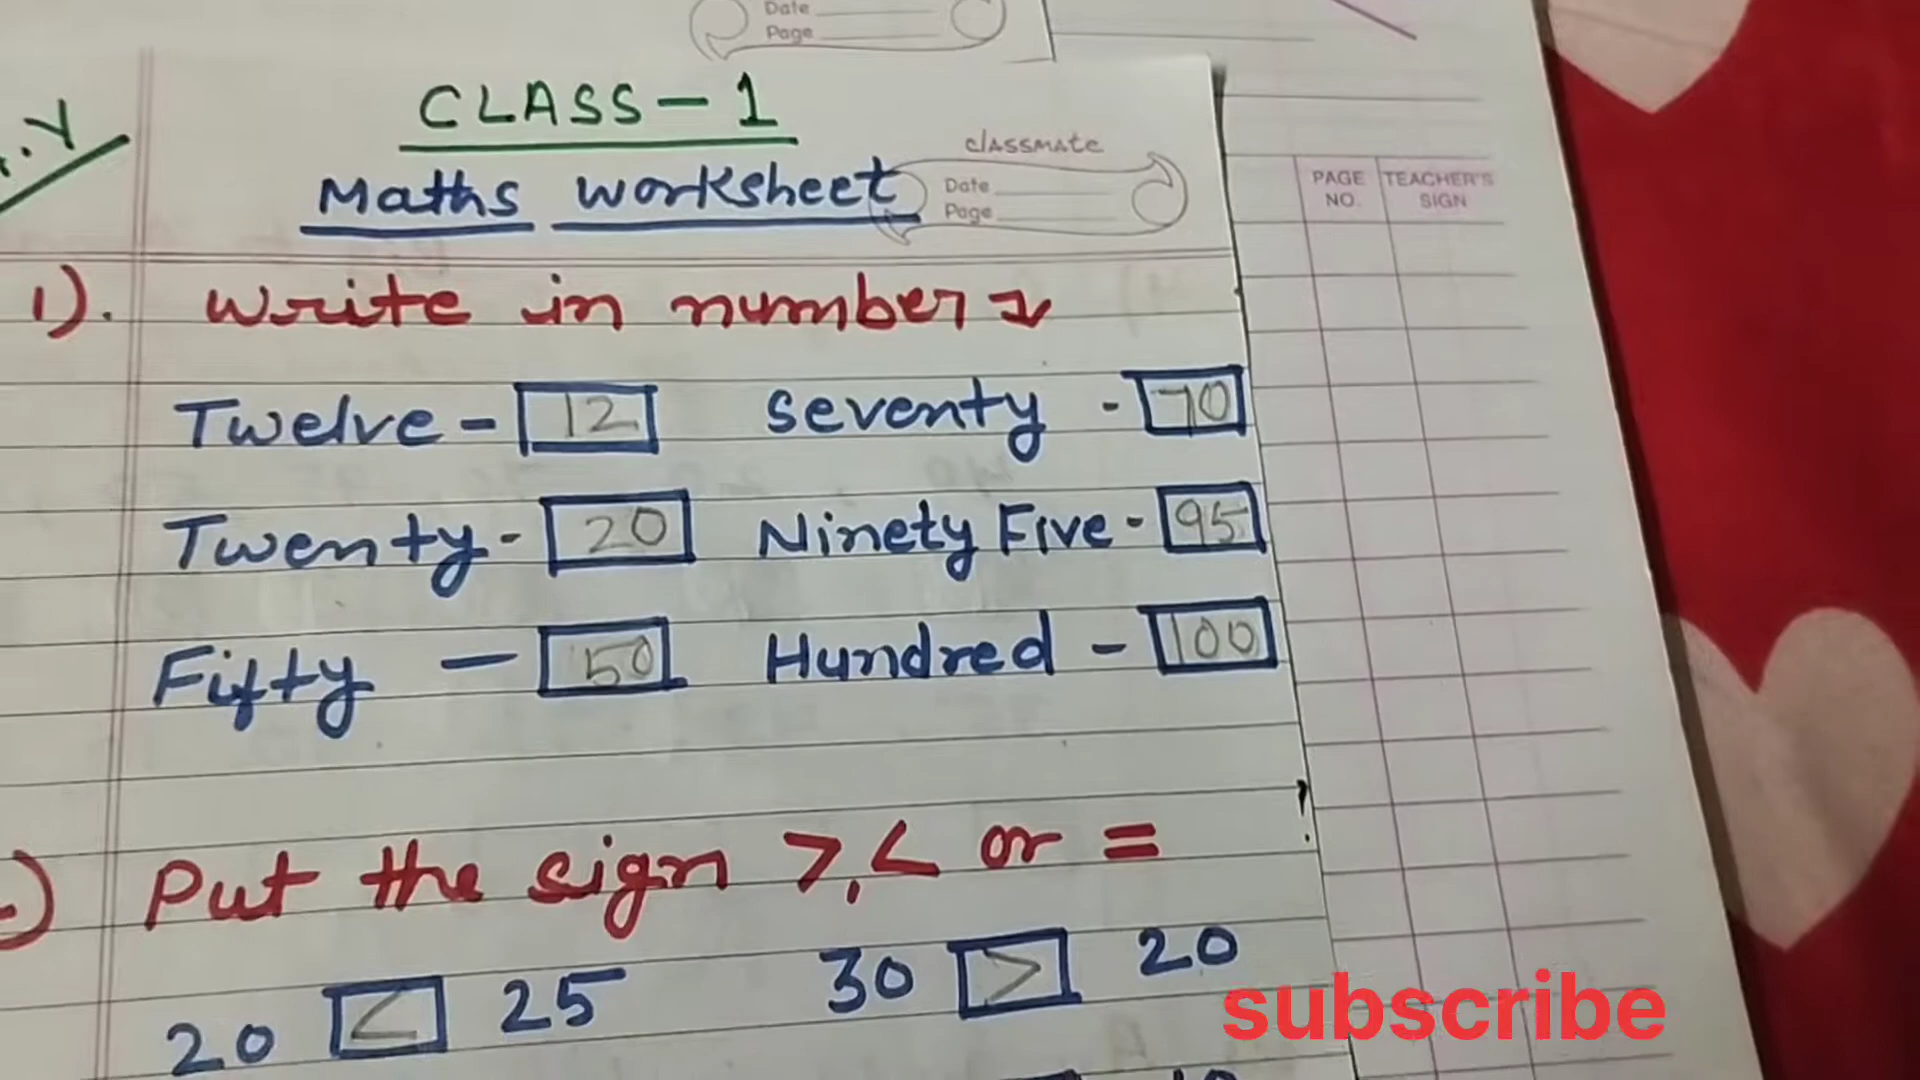 Date
Page
CLASS-1
Maths worksheet
classmate
Date
Page
PAGE NO.
TEACHER'S SIGN
1). Write in numbers
Twelve - 12 Seventy - 70
Twenty - 20 Ninety Five - 95
Fifty - 50 Hundred - 100
Put the sign >,< or =
20 < 25 30 > 20
subscribe